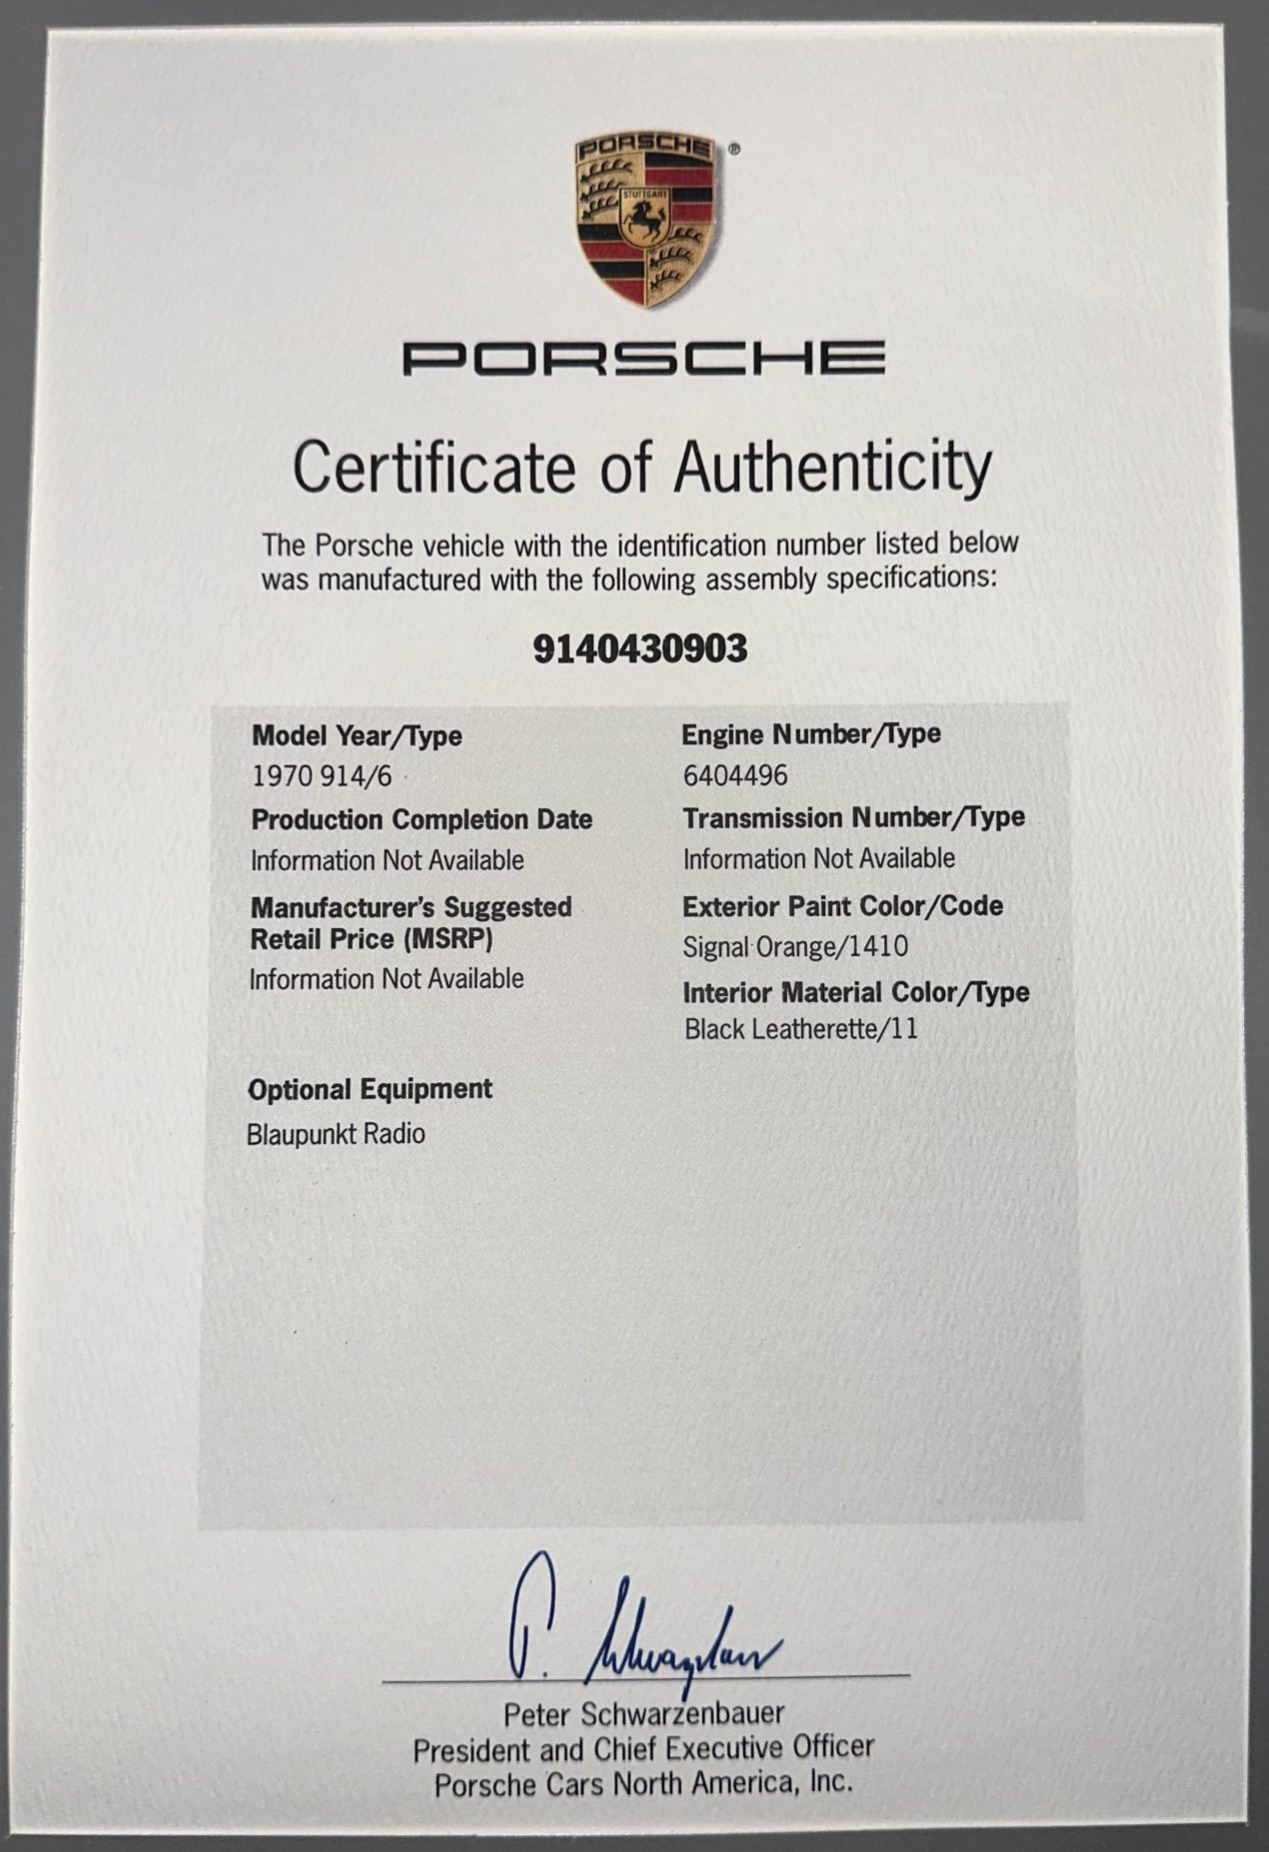 PORSCHE ®
STUTTGART
PORSCHE
Certificate of Authenticity
The Porsche vehicle with the identification number listed below
was manufactured with the following assembly specifications:
9140430903
Model Year/Type
1970 914/6
Production Completion Date
Information Not Available
Manufacturer's Suggested
Retail Price (MSRP)
Information Not Available
Engine Number/Type
6404496
Transmission Number/Type
Information Not Available
Exterior Paint Color/Code
Signal Orange/1410
Interior Material Color/Type
Black Leatherette/11
Optional Equipment
Blaupunkt Radio
P. Schwarzenbauer
Peter Schwarzenbauer
President and Chief Executive Officer
Porsche Cars North America, Inc.